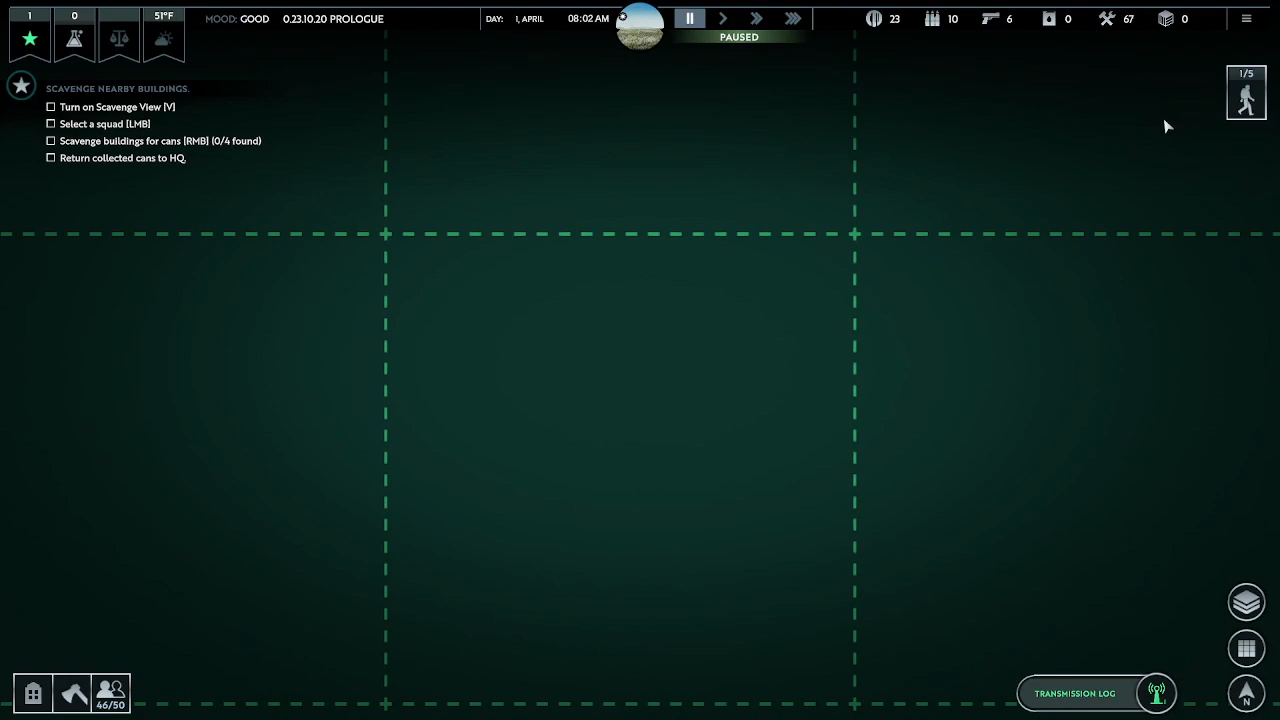 1
0
51°F
MOOD: GOOD
0.23.10.20 PROLOGUE
DAY: 1, APRIL
08:02 AM
PAUSED
23
10
6
0
67
0
1/5
SCAVENGE NEARBY BUILDINGS.
Turn on Scavenge View [V]
Select a squad [LMB]
Scavenge buildings for cans [RMB] (0/4 found)
Return collected cans to HQ.
46/50
TRANSMISSION LOG
N